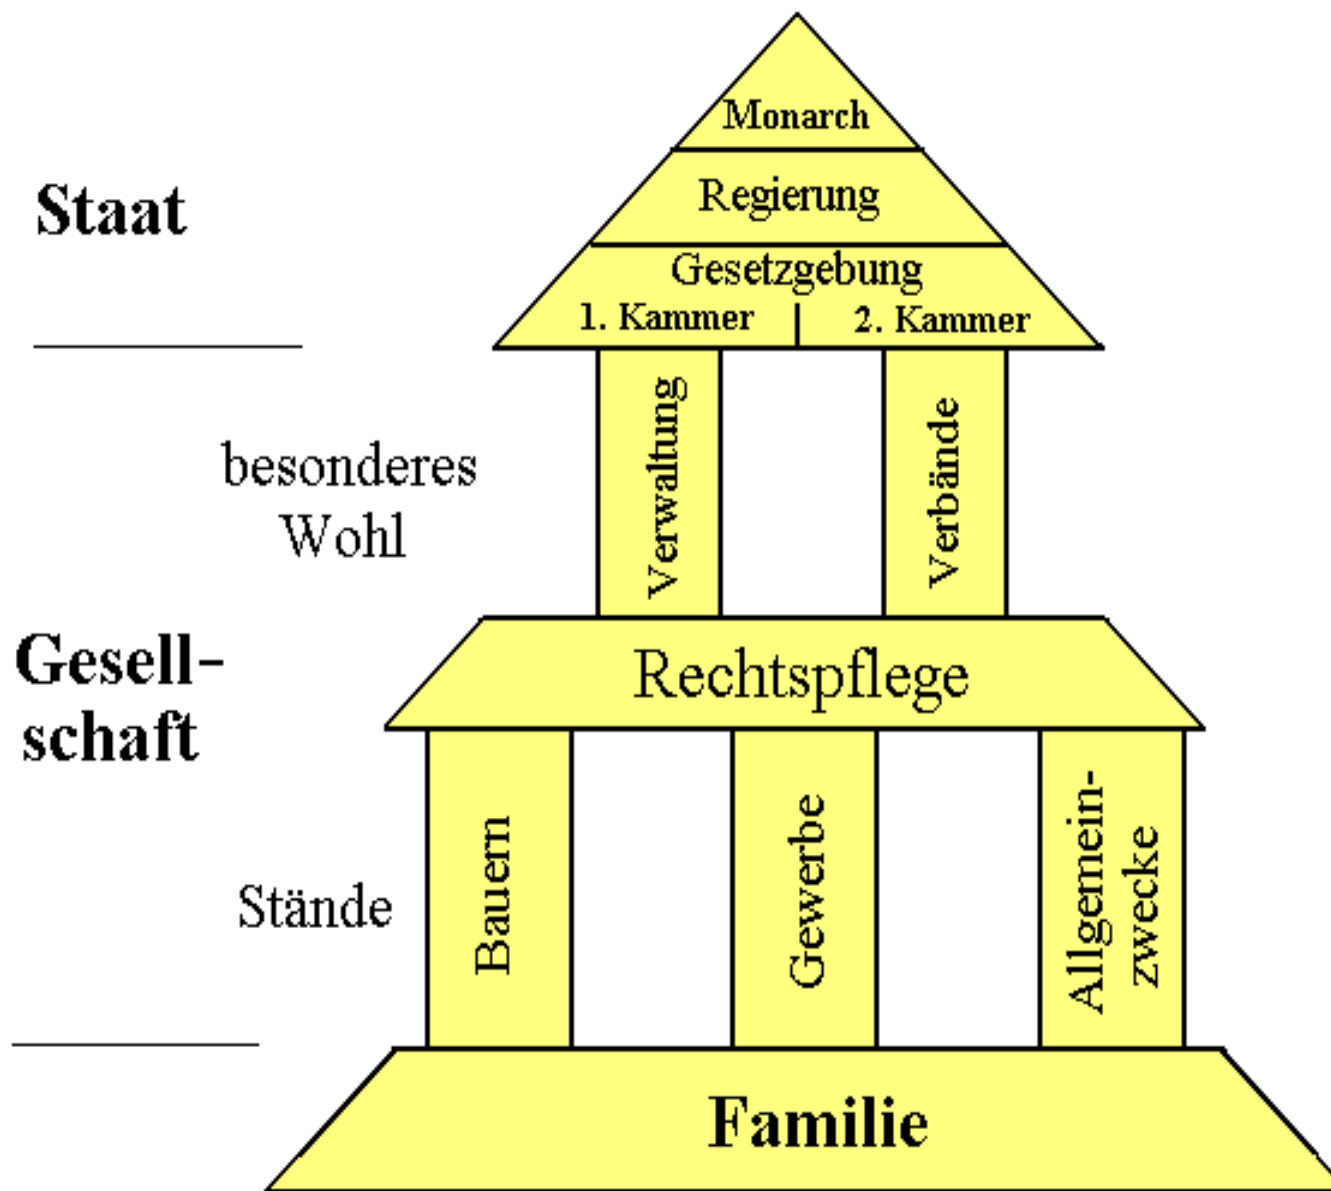 Monarch
Staat
Regierung
Gesetzgebung
1. Kammer 2. Kammer
besonderes
Wohl
Verwaltung
Verbände
Gesell-
schaft
Rechtspflege
Stände
Bauern
Gewerbe
Allgemein-
zwecke
Familie